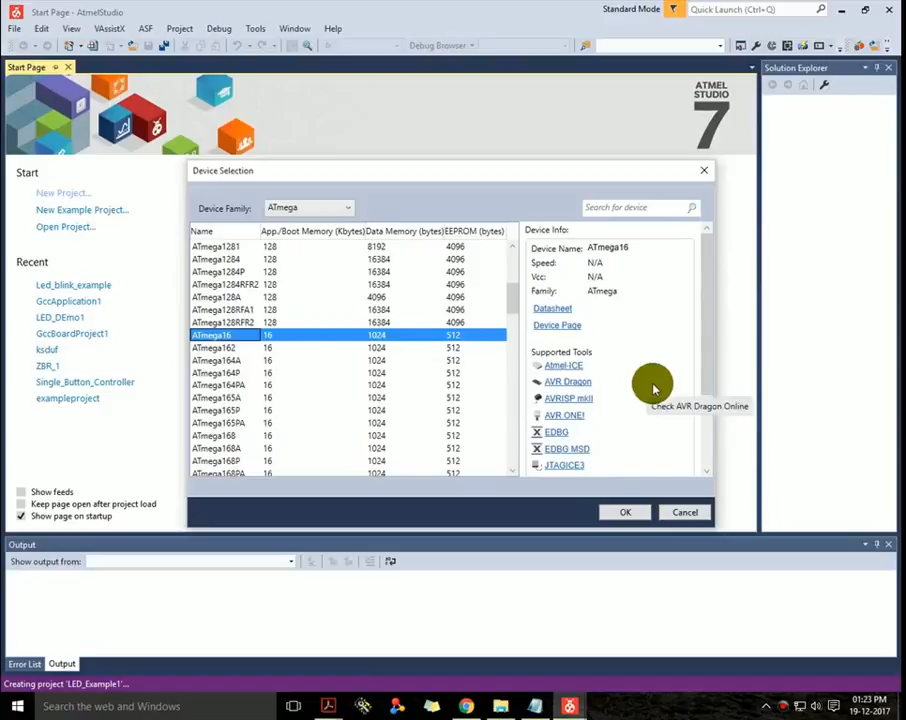 Start Page - AtmelStudio
Standard Mode
Quick Launch (Ctrl+Q)
File Edit View VAssistX ASF Project Debug Tools Window Help
Debug Browser
Start Page
Solution Explorer
ATMEL
STUDIO
7
Start
New Project...
New Example Project...
Open Project...
Recent
Led_blink_example
GccApplication1
LED_DEmo1
GccBoardProject1
ksduf
ZBR_1
Single_Button_Controller
exampleproject
Show feeds
Keep page open after project load
Show page on startup
Device Selection
Device Family: ATmega
Search for device
Name App./Boot Memory (Kbytes) Data Memory (bytes) EEPROM (bytes)
ATmega1281 128 8192 4096
ATmega1284 128 16384 4096
ATmega1284P 128 16384 4096
ATmega1284RFR2 128 16384 4096
ATmega128A 128 4096 4096
ATmega128RFA1 128 16384 4096
ATmega128RFR2 128 16384 4096
ATmega16 16 1024 512
ATmega162 16 1024 512
ATmega164A 16 1024 512
ATmega164P 16 1024 512
ATmega164PA 16 1024 512
ATmega165A 16 1024 512
ATmega165P 16 1024 512
ATmega165PA 16 1024 512
ATmega168 16 1024 512
ATmega168A 16 1024 512
ATmega168P 16 1024 512
ATmega168PA 16 1024 512
Device Info:
Device Name: ATmega16
Speed: N/A
Vcc: N/A
Family: ATmega
Datasheet
Device Page
Supported Tools
Atmel-ICE
AVR Dragon
AVRISP mkII
AVR ONE!
EDBG
EDBG MSD
JTAGICE3
Check AVR Dragon Online
OK Cancel
Output
Show output from:
Error List Output
Creating project 'LED_Example1'...
Search the web and Windows
01:23 PM
19-12-2017